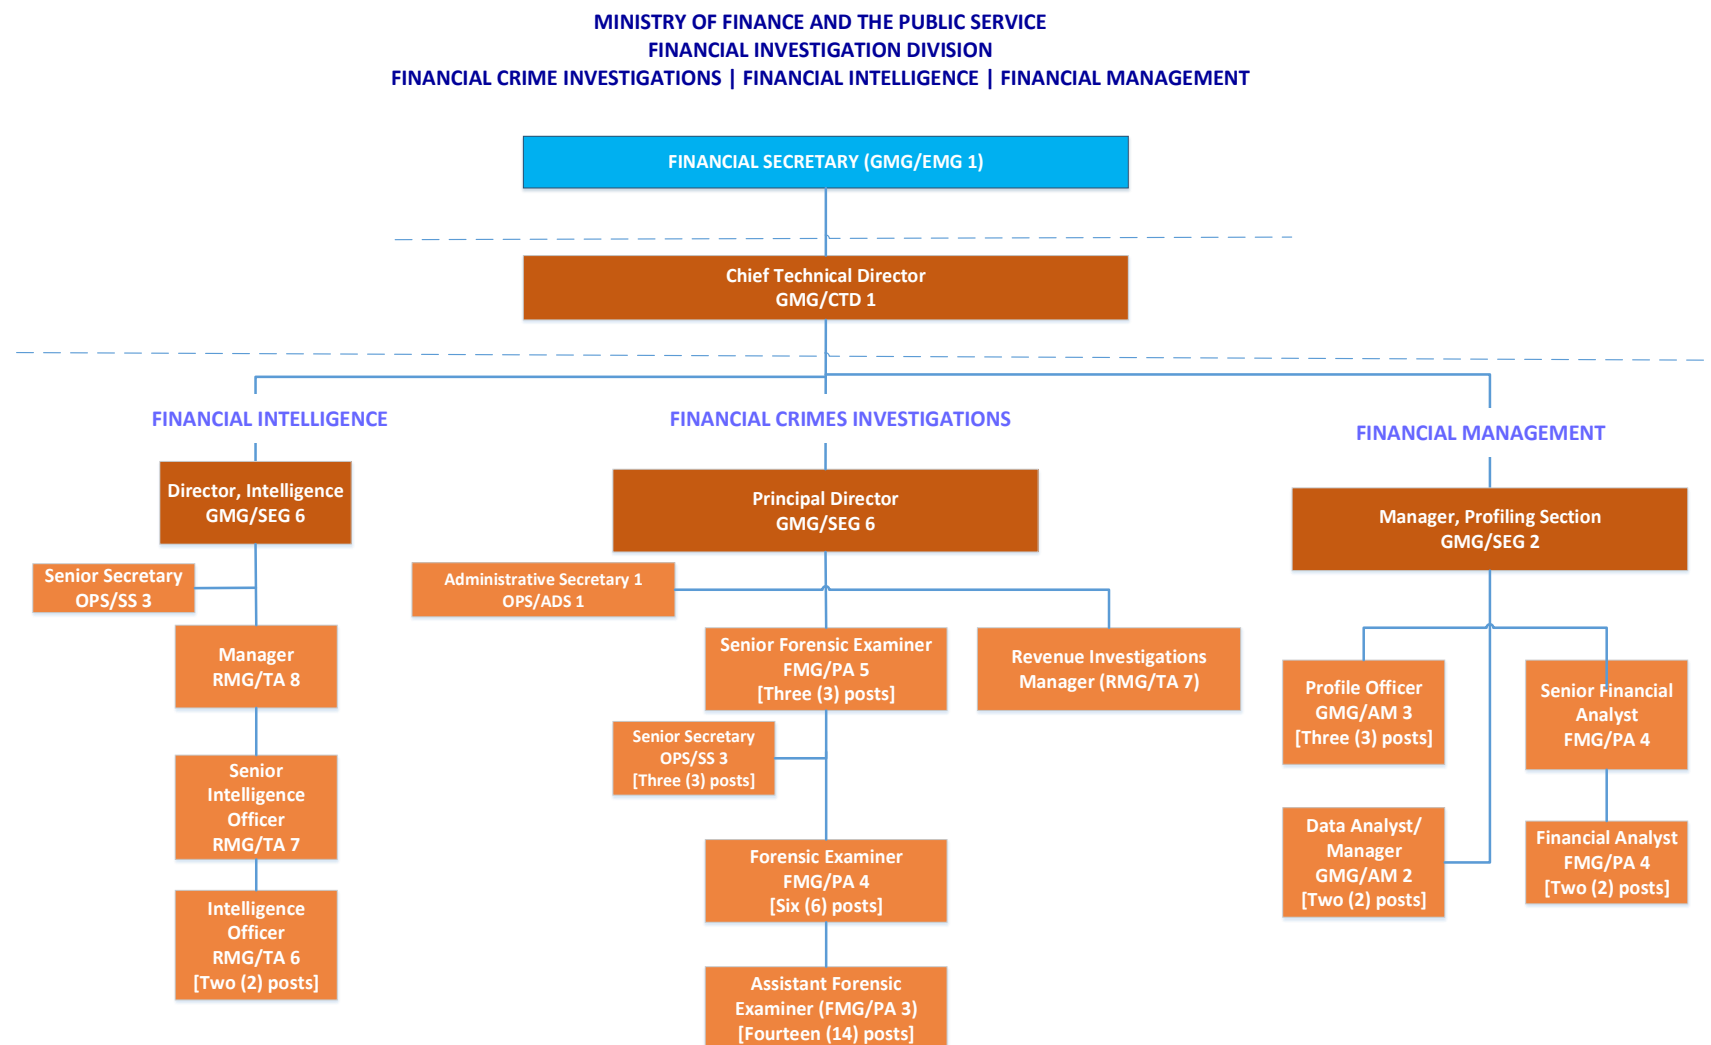 MINISTRY OF FINANCE AND THE PUBLIC SERVICE
FINANCIAL INVESTIGATION DIVISION
FINANCIAL CRIME INVESTIGATIONS | FINANCIAL INTELLIGENCE | FINANCIAL MANAGEMENT
FINANCIAL SECRETARY (GMG/EMG 1)
Chief Technical Director
GMG/CTD 1
FINANCIAL INTELLIGENCE
Director, Intelligence
GMG/SEG 6
Senior Secretary
OPS/SS 3
Manager
RMG/TA 8
Senior
Intelligence
Officer
RMG/TA 7
Intelligence
Officer
RMG/TA 6
[Two (2) posts]
FINANCIAL CRIMES INVESTIGATIONS
Principal Director
GMG/SEG 6
Administrative Secretary 1
OPS/ADS 1
Senior Forensic Examiner
FMG/PA 5
[Three (3) posts]
Revenue Investigations
Manager (RMG/TA 7)
Senior Secretary
OPS/SS 3
[Three (3) posts]
Forensic Examiner
FMG/PA 4
[Six (6) posts]
Assistant Forensic
Examiner (FMG/PA 3)
[Fourteen (14) posts]
FINANCIAL MANAGEMENT
Manager, Profiling Section
GMG/SEG 2
Profile Officer
GMG/AM 3
[Three (3) posts]
Senior Financial
Analyst
FMG/PA 4
Data Analyst/
Manager
GMG/AM 2
[Two (2) posts]
Financial Analyst
FMG/PA 4
[Two (2) posts]